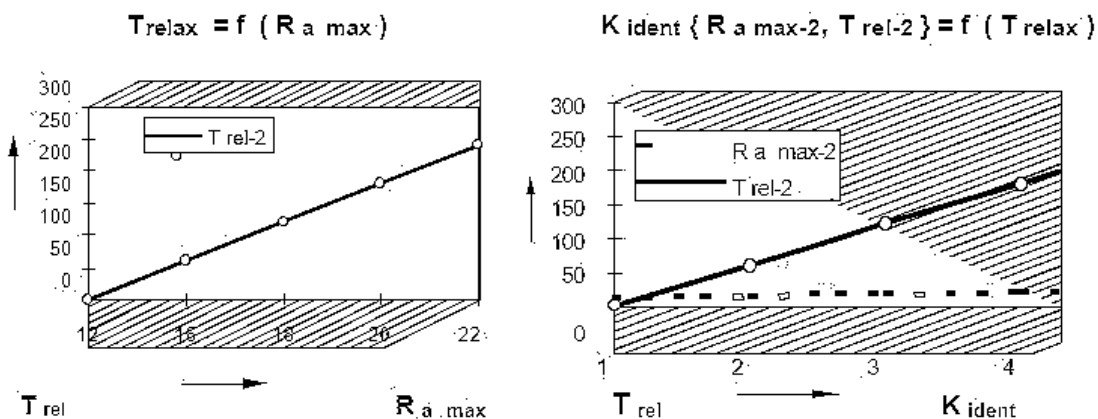 T relax = f ( R a max )
300
250
200
150
100
50
0
T rel-2
12 16 18 20 22
T rel
R a max
K ident { R a max-2, T rel-2 } = f ( T relax )
300
250
200
150
100
50
0
R a max-2
T rel-2
1 2 3 4
T rel
K ident